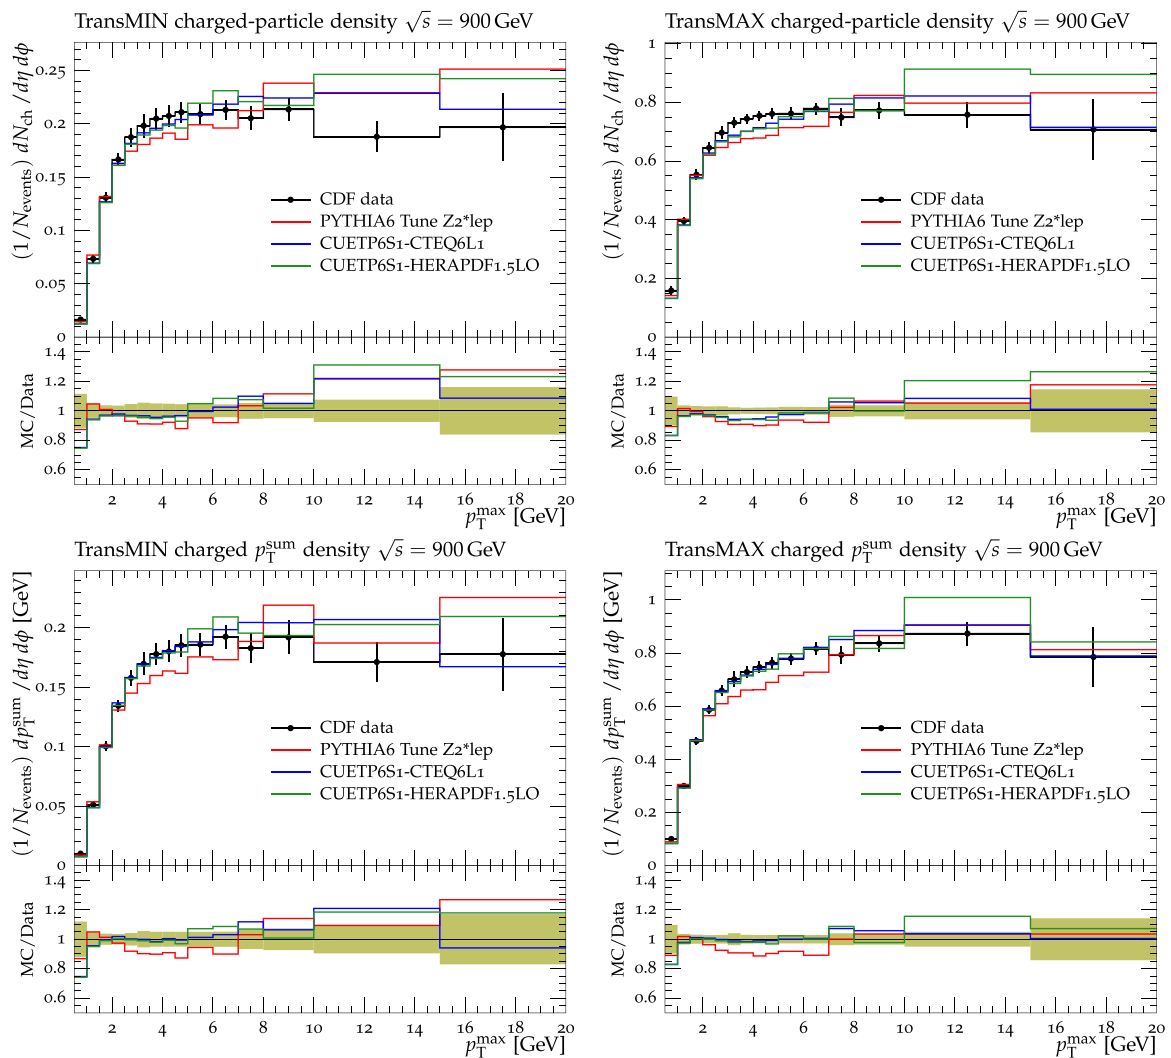 TransMIN charged-particle density √s = 900 GeV
(1/N_events) dN_ch/dη dϕ
0.25
0.2
0.15
0.1
0.05
0
CDF data
PYTHIA6 Tune Z2*lep
CUETP6S1-CTEQ6L1
CUETP6S1-HERAPDF1.5LO
MC/Data
1.4
1.2
1
0.8
0.6
2 4 6 8 10 12 14 16 18 20
p_T^max [GeV]
TransMAX charged-particle density √s = 900 GeV
(1/N_events) dN_ch/dη dϕ
1
0.8
0.6
0.4
0.2
0
CDF data
PYTHIA6 Tune Z2*lep
CUETP6S1-CTEQ6L1
CUETP6S1-HERAPDF1.5LO
MC/Data
1.4
1.2
1
0.8
0.6
2 4 6 8 10 12 14 16 18 20
p_T^max [GeV]
TransMIN charged p_T^sum density √s = 900 GeV
(1/N_events) dp_T^sum/dη dϕ [GeV]
0.2
0.15
0.1
0.05
0
CDF data
PYTHIA6 Tune Z2*lep
CUETP6S1-CTEQ6L1
CUETP6S1-HERAPDF1.5LO
MC/Data
1.4
1.2
1
0.8
0.6
2 4 6 8 10 12 14 16 18 20
p_T^max [GeV]
TransMAX charged p_T^sum density √s = 900 GeV
(1/N_events) dp_T^sum/dη dϕ [GeV]
1
0.8
0.6
0.4
0.2
0
CDF data
PYTHIA6 Tune Z2*lep
CUETP6S1-CTEQ6L1
CUETP6S1-HERAPDF1.5LO
MC/Data
1.4
1.2
1
0.8
0.6
2 4 6 8 10 12 14 16 18 20
p_T^max [GeV]